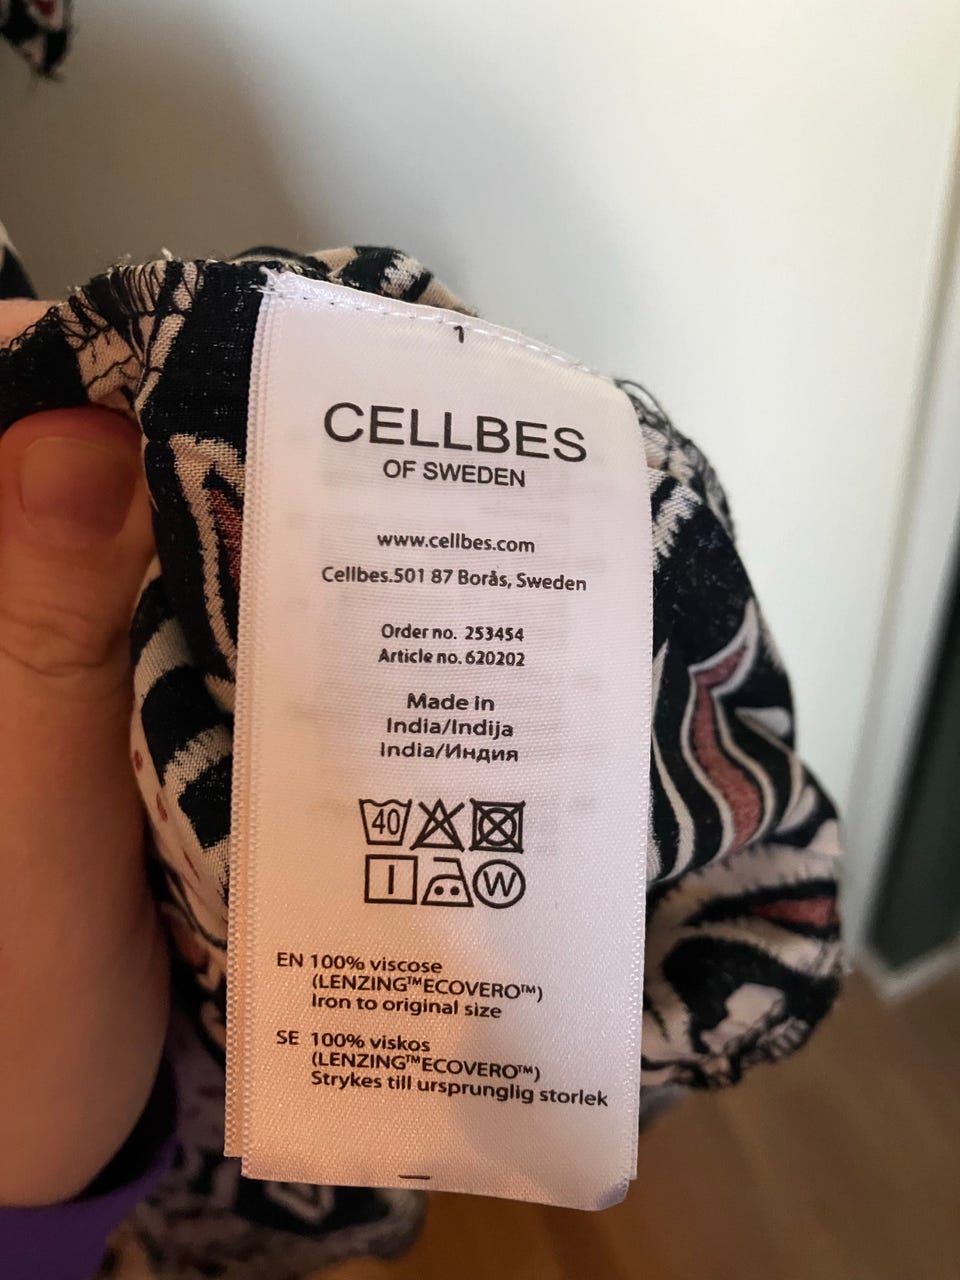 1
CELLBES
OF SWEDEN
www.cellbes.com
Cellbes.501 87 Borås, Sweden
Order no. 253454
Article no. 620202
Made in
India/Indija
India/Индия
40
W
EN 100% viscose
(LENZING™ECOVERO™)
Iron to original size
SE 100% viskos
(LENZING™ECOVERO™)
Strykes till ursprunglig storlek